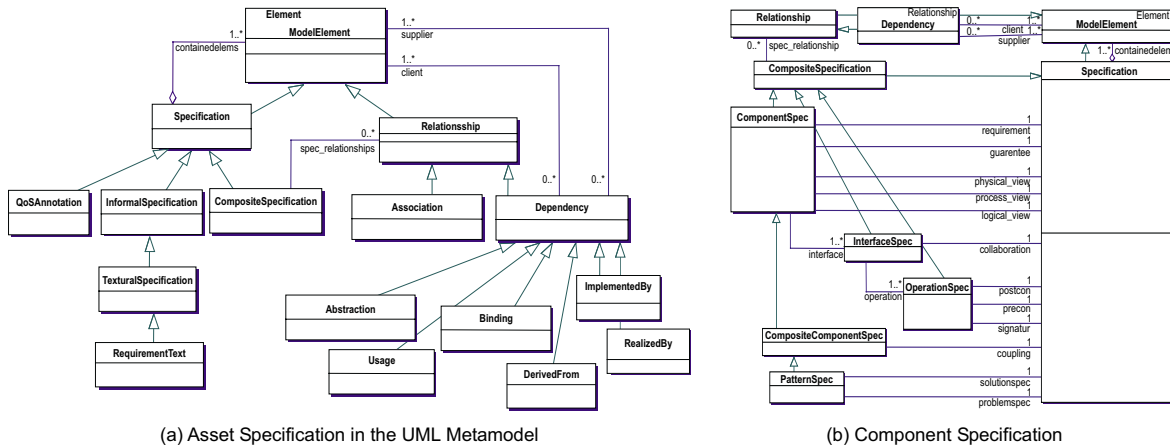 Element
ModelElement
1..*
containedelems
1..*
supplier
1..*
client
Specification
Relationsship
0..*
spec_relationships
0..*
0..*
QoSAnnotation
InformalSpecification
CompositeSpecification
Association
Dependency
TexturalSpecification
ImplementedBy
Abstraction
Binding
RequirementText
Usage
RealizedBy
DerivedFrom
(a) Asset Specification in the UML Metamodel
Relationship
Relationship
Dependency
0..*
1..*
client
0..*
1..*
supplier
Element
ModelElement
0..*
spec_relationship
1..*
containedelem
CompositeSpecification
Specification
ComponentSpec
1
requirement
1
guarentee
1
physical_view
1
process_view
1
logical_view
1..*
interface
InterfaceSpec
1
collaboration
1..*
operation
OperationSpec
1
postcon
1
precon
1
signatur
CompositeComponentSpec
1
coupling
PatternSpec
1
solutionspec
1
problemspec
(b) Component Specification